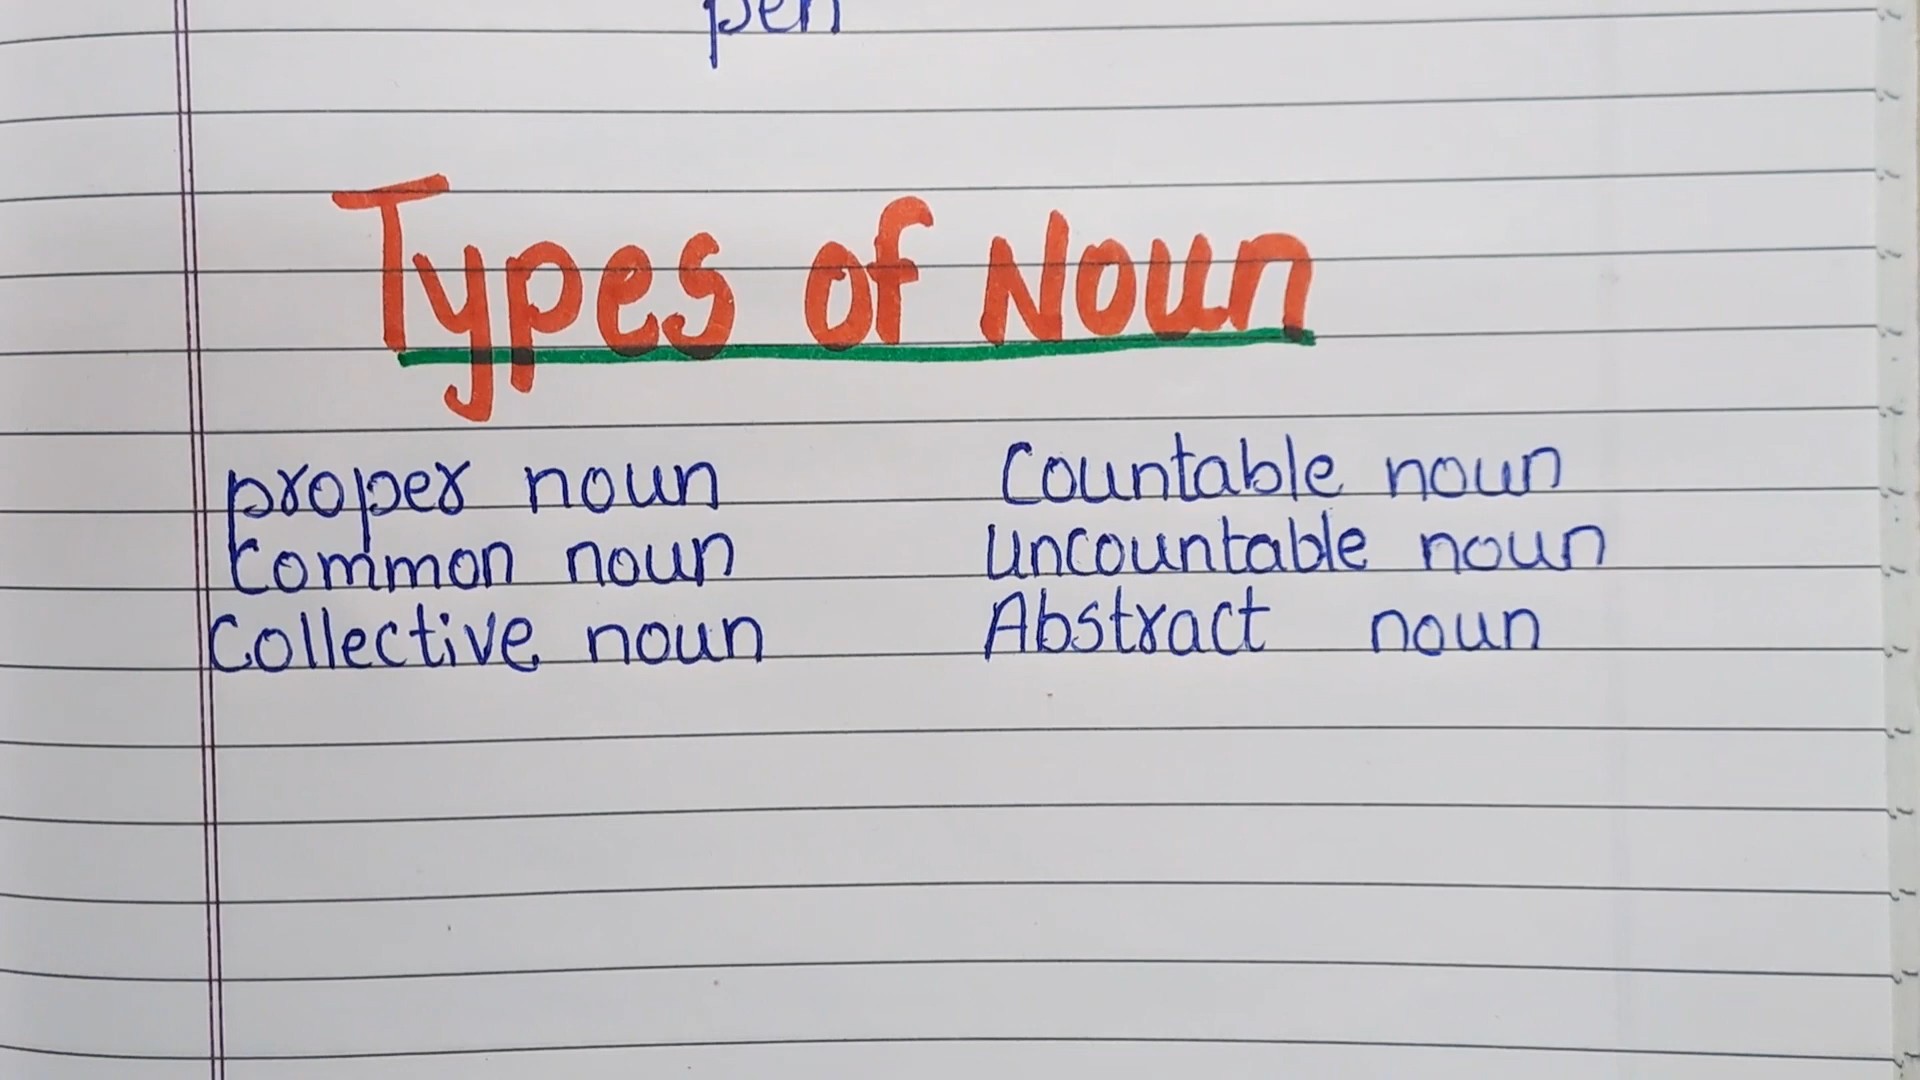 pen
Types of Noun
proper noun
Common noun
Collective noun
Countable noun
Uncountable noun
Abstract noun